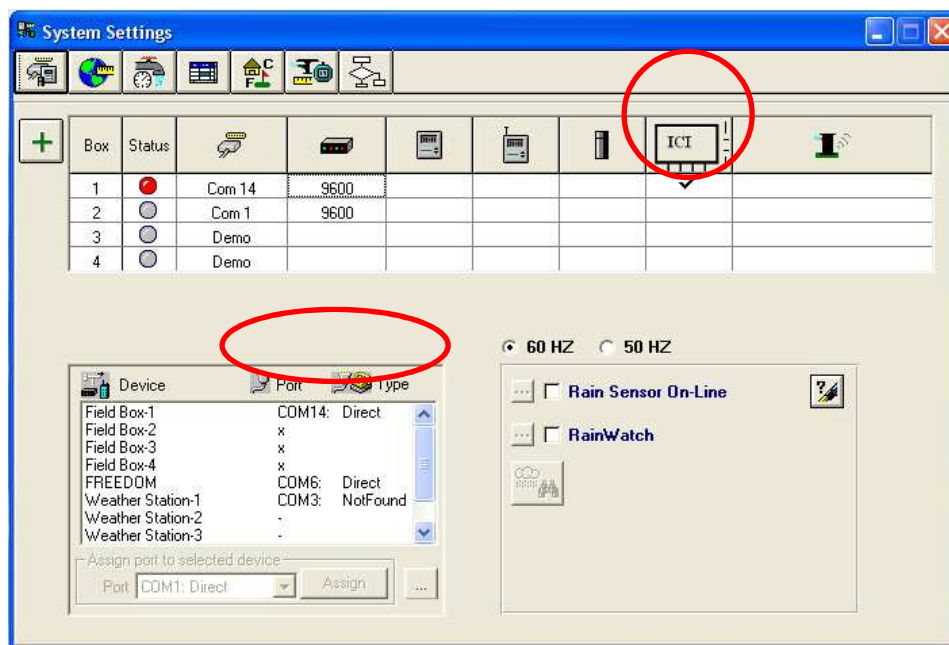 System Settings
C
F
Box Status ICI
1 Com 14 9600
2 Com 1 9600
3 Demo
4 Demo
60 HZ 50 HZ
Device Port Type
Field Box-1 COM14: Direct
Field Box-2 x
Field Box-3 x
Field Box-4 x
FREEDOM COM6: Direct
Weather Station-1 COM3: NotFound
Weather Station-2 -
Weather Station-3 -
Assign port to selected device
Port COM1: Direct Assign ...
... Rain Sensor On-Line ?
... RainWatch